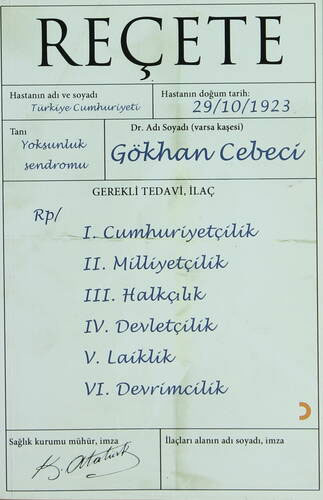 REÇETE
Hastanın adı ve soyadı
Türkiye Cumhuriyeti
Hastanın doğum tarih:
29/10/1923
Tanı
Yoksunluk
sendromu
Dr. Adı Soyadı (varsa kaşesi)
Gökhan Cebeci
GEREKLİ TEDAVİ, İLAÇ
Rp/
I. Cumhuriyetçilik
II. Milliyetçilik
III. Halkçılık
IV. Devletçilik
V. Laiklik
VI. Devrimcilik
Sağlık kurumu mühür, imza
K. Atatürk
İlaçları alanın adı soyadı, imza